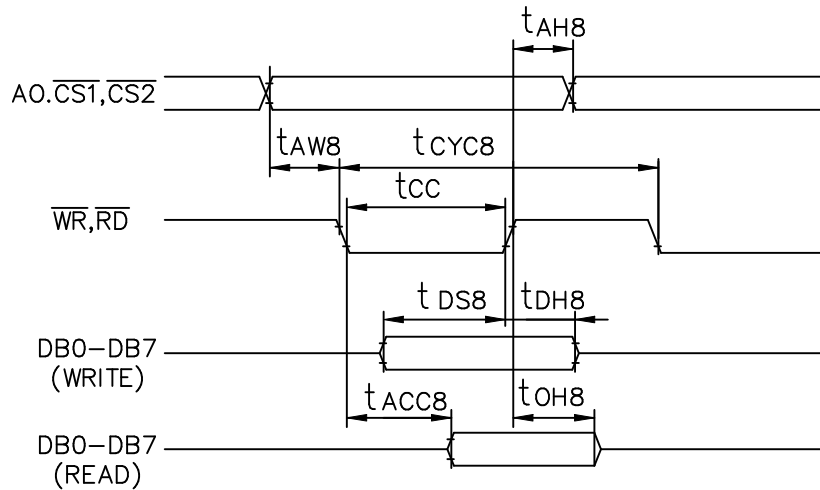 tAH8
A0.CS1,CS2
tAW8
tCYC8
tCC
WR,RD
tDS8
tDH8
DB0-DB7
(WRITE)
tACC8
tOH8
DB0-DB7
(READ)